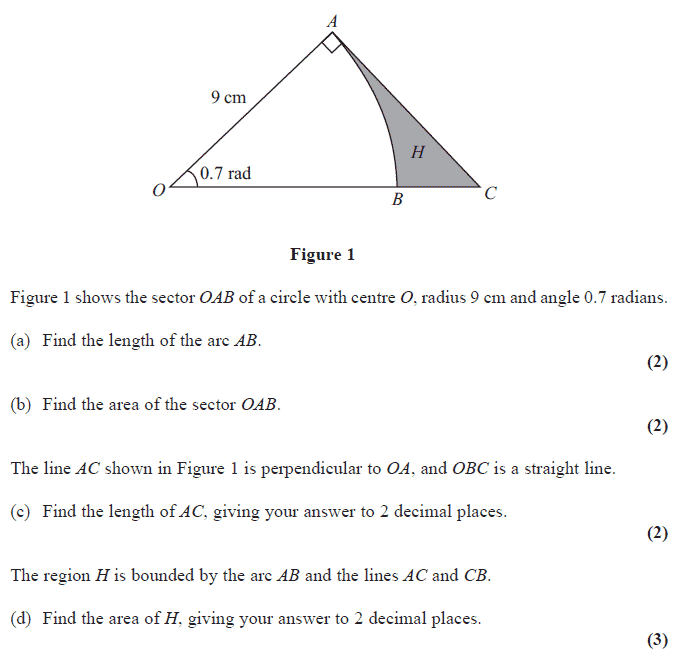 A
9 cm
H
0.7 rad
O
B
C
Figure 1
Figure 1 shows the sector OAB of a circle with centre O, radius 9 cm and angle 0.7 radians.
(a) Find the length of the arc AB.
(2)
(b) Find the area of the sector OAB.
(2)
The line AC shown in Figure 1 is perpendicular to OA, and OBC is a straight line.
(c) Find the length of AC, giving your answer to 2 decimal places.
(2)
The region H is bounded by the arc AB and the lines AC and CB.
(d) Find the area of H, giving your answer to 2 decimal places.
(3)